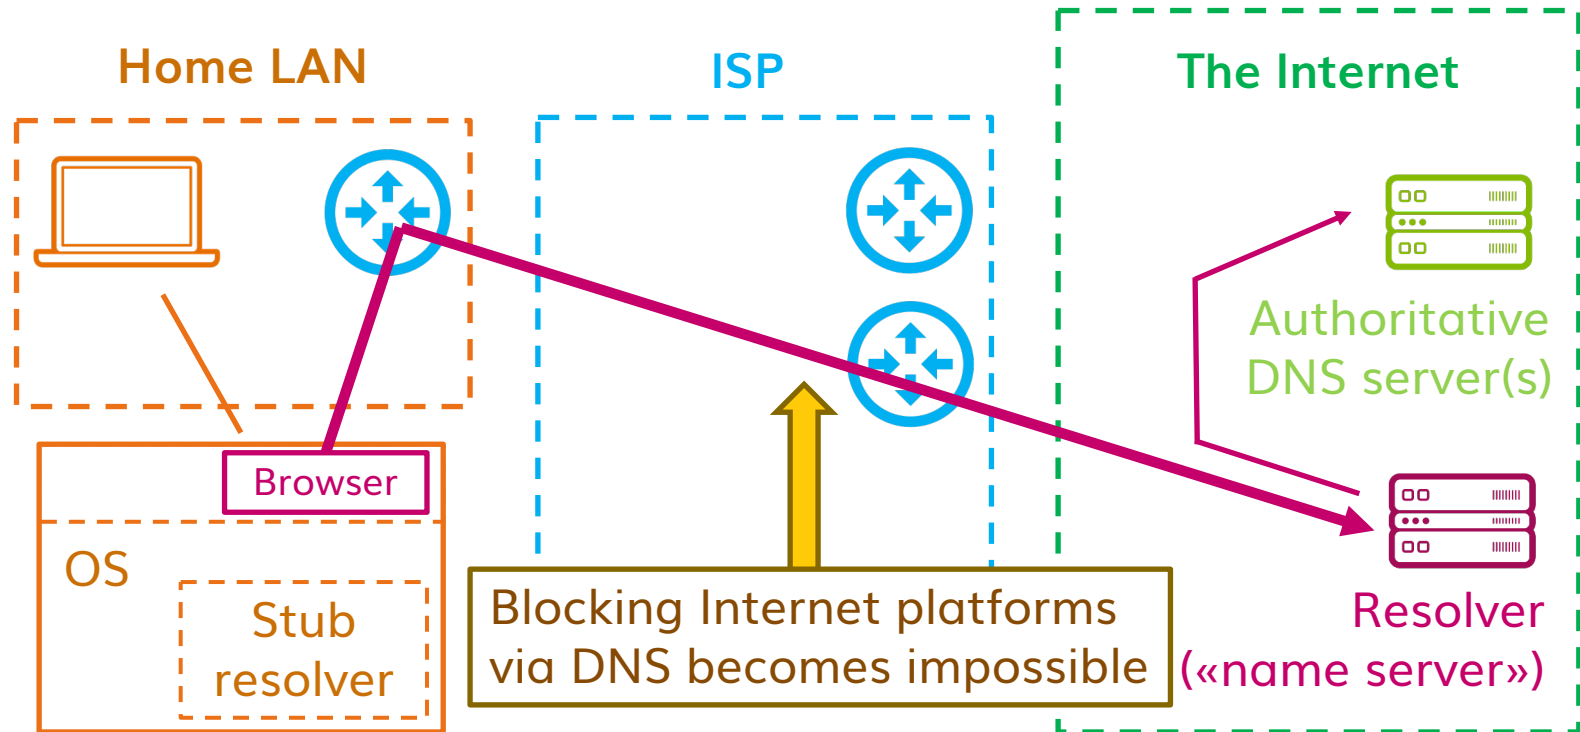 Home LAN
ISP
The Internet
Authoritative
DNS server(s)
Browser
OS
Stub
resolver
Blocking Internet platforms
via DNS becomes impossible
Resolver
(«name server»)